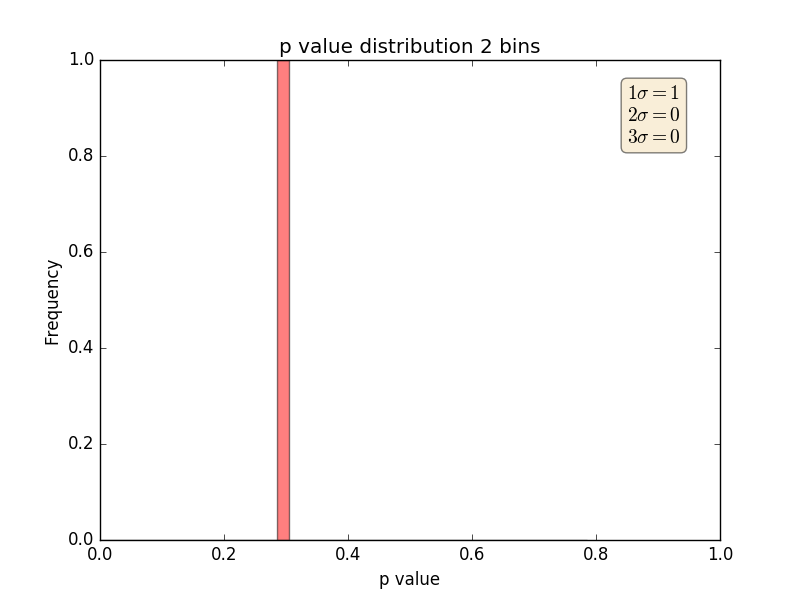 p value distribution 2 bins
1σ = 1
2σ = 0
3σ = 0
1.0
0.8
0.6
0.4
0.2
0.0
Frequency
0.0 0.2 0.4 0.6 0.8 1.0
p value